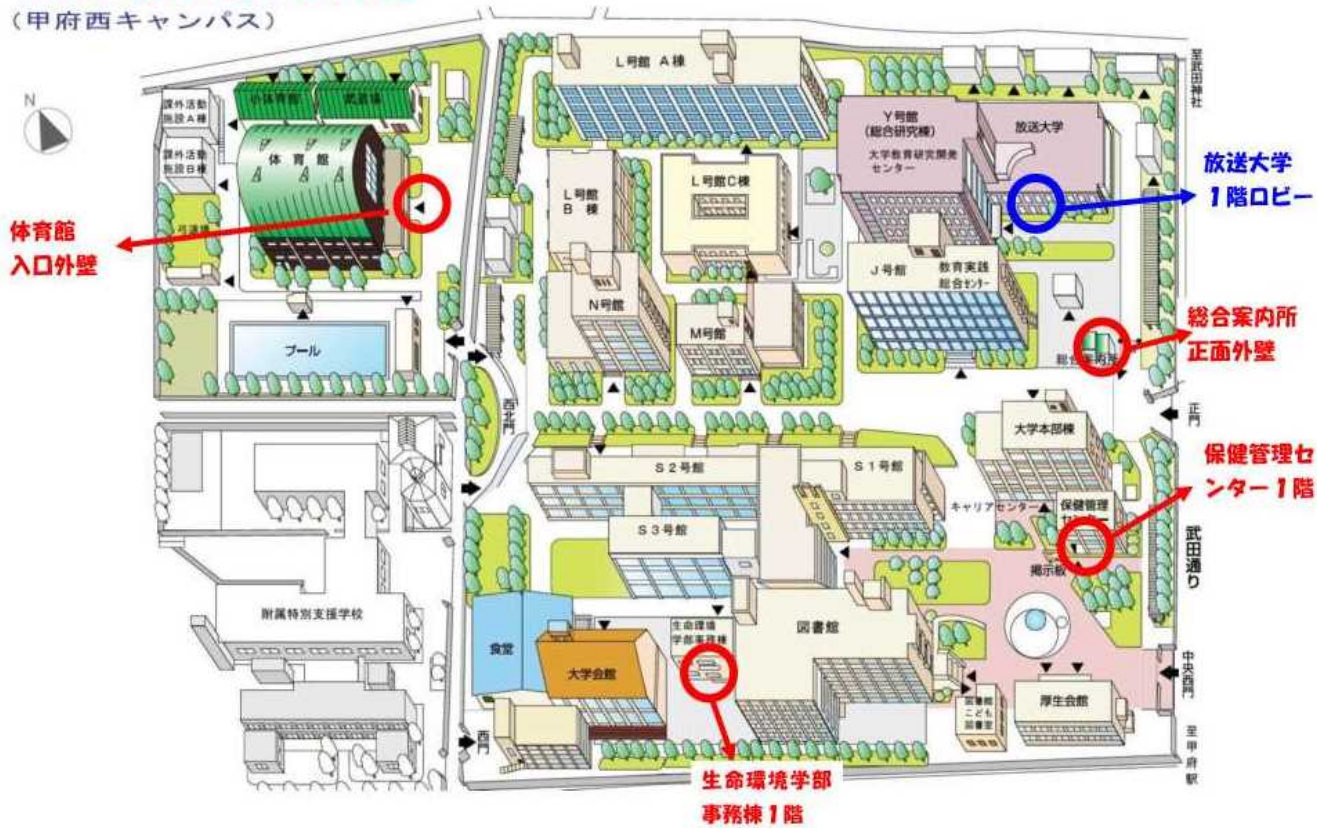 (甲府西キャンパス)
N
課外活動
施設A棟
課外活動
施設B棟
小体育館
武道場
体育館
弓道場
体育館
入口外壁
プール
L号館 A棟
L号館
B棟
L号館C棟
N号館
M号館
Y号館
(総合研究棟)
大学教育研究開発
センター
放送大学
J号館
教育実践
総合センター
至武田神社
放送大学
1階ロビー
総合案内所
総合案内所
正面外壁
正門
西北門
大学本部棟
S2号館
S1号館
S3号館
キャリアセンター
保健管理
保健管理セ
ンター1階
掲示板
武田通り
附属特別支援学校
食堂
大学会館
生命環境
学部事務棟
図書館
図書館
こども
図書室
厚生会館
中央西門
至甲府駅
西門
生命環境学部
事務棟1階